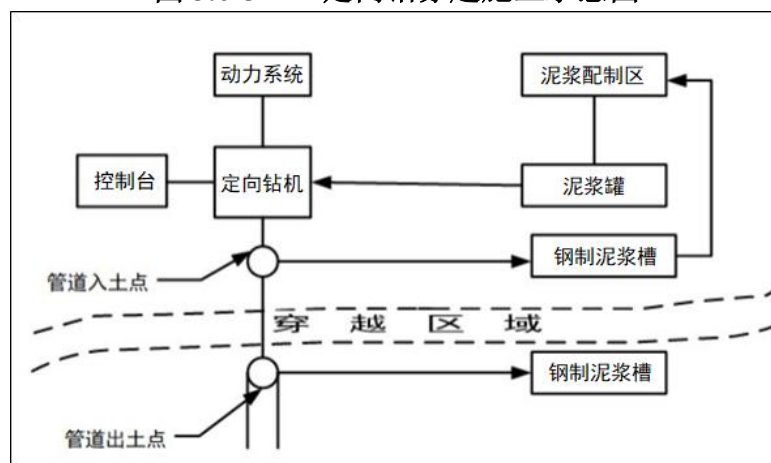 动力系统
泥浆配制区
控制台
定向钻机
泥浆罐
钢制泥浆槽
管道入土点
穿越区域
钢制泥浆槽
管道出土点